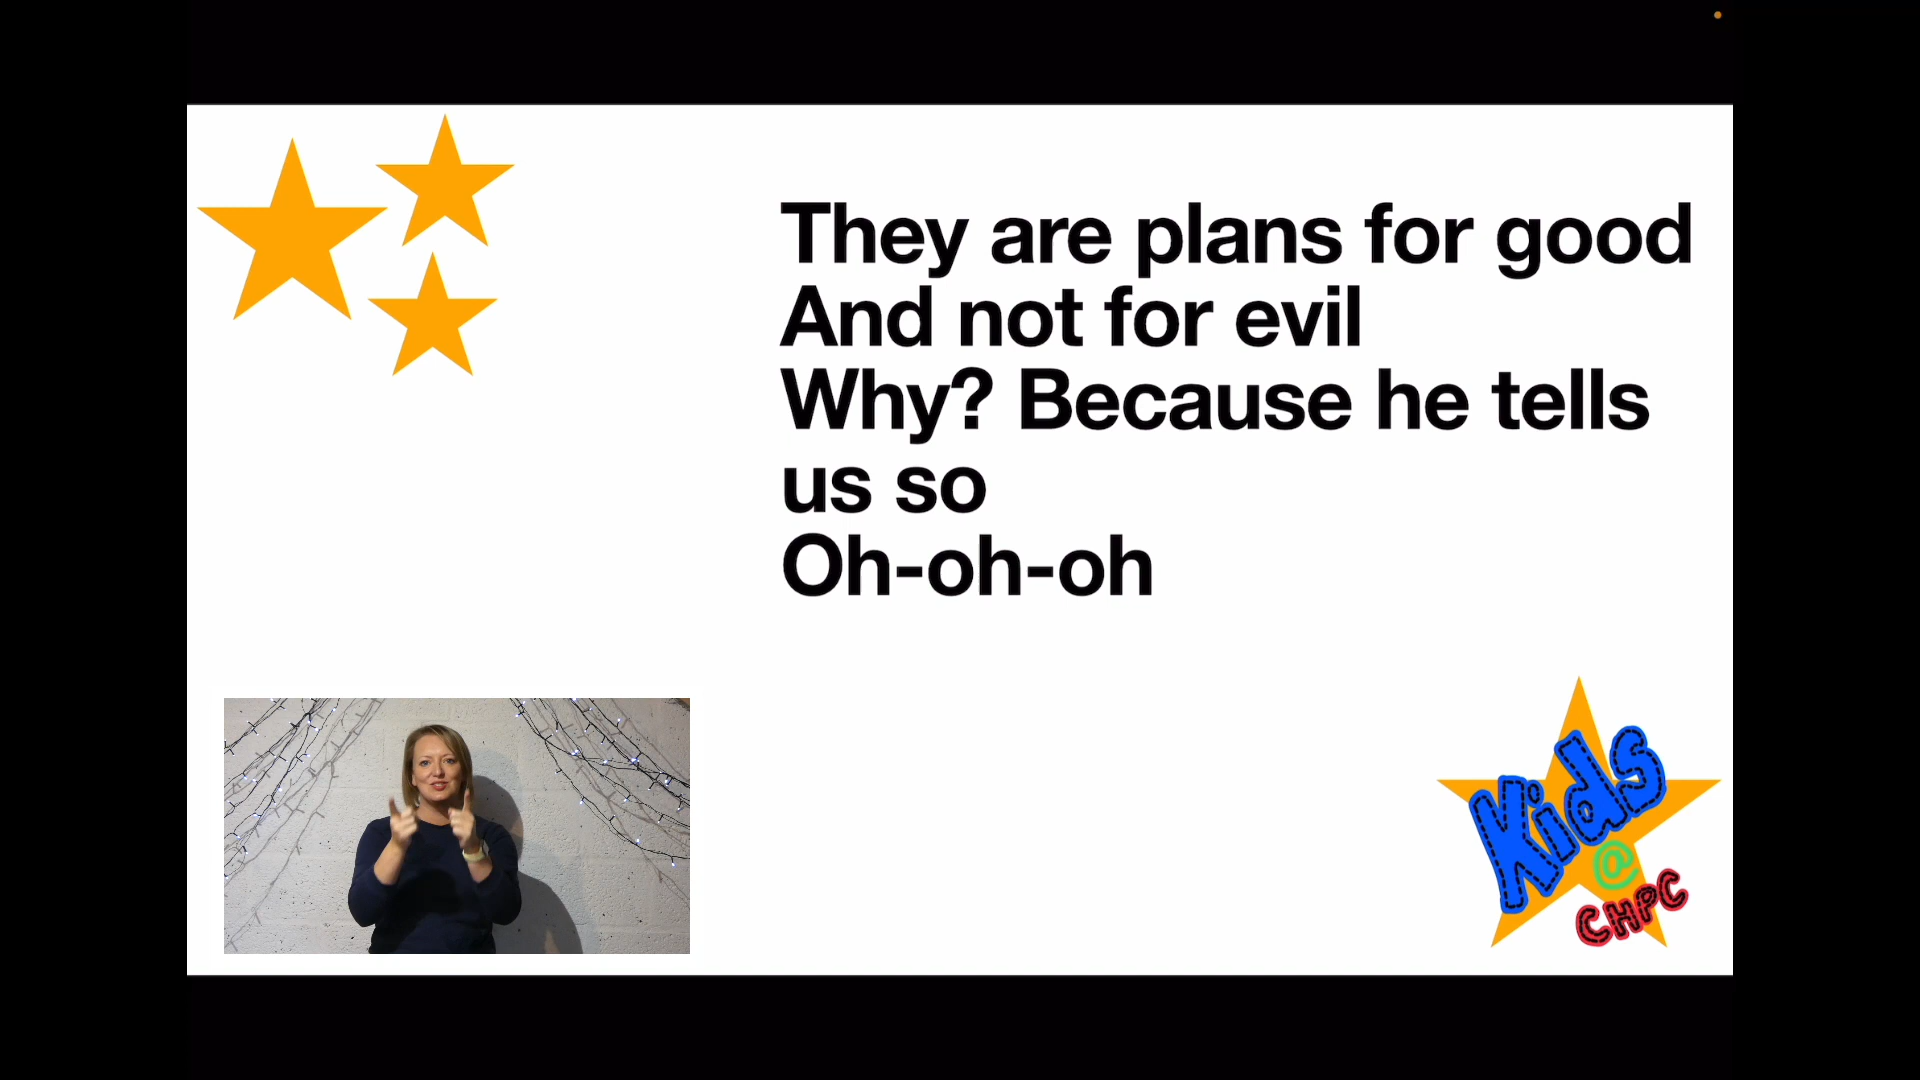 They are plans for good
And not for evil
Why? Because he tells
us so
Oh-oh-oh
Kids
@
CHPC